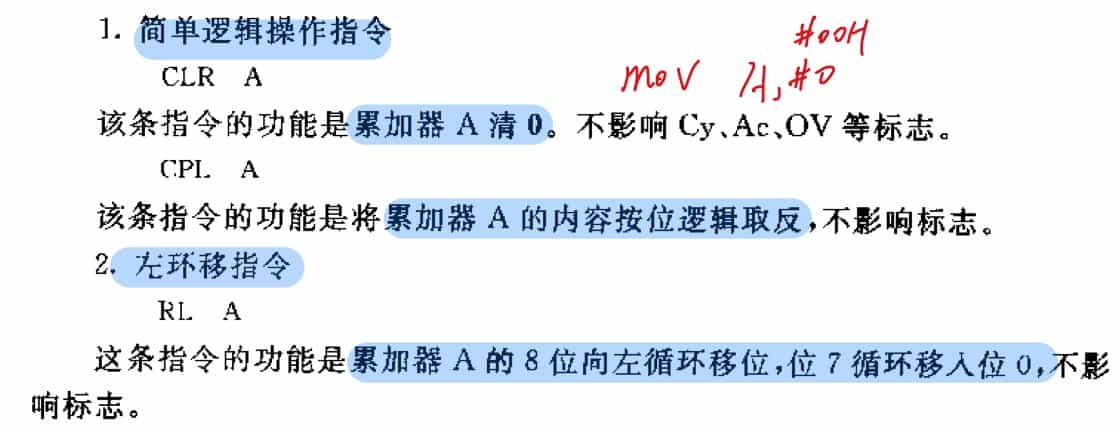 1. 简单逻辑操作指令
#00H
CLR A
MOV A,#0
该条指令的功能是累加器 A 清 0。不影响 Cy、Ac、OV 等标志。
CPL A
该条指令的功能是将累加器 A 的内容按位逻辑取反,不影响标志。
2. 左环移指令
RL A
这条指令的功能是累加器 A 的 8 位向左循环移位,位 7 循环移入位 0,不影
响标志。